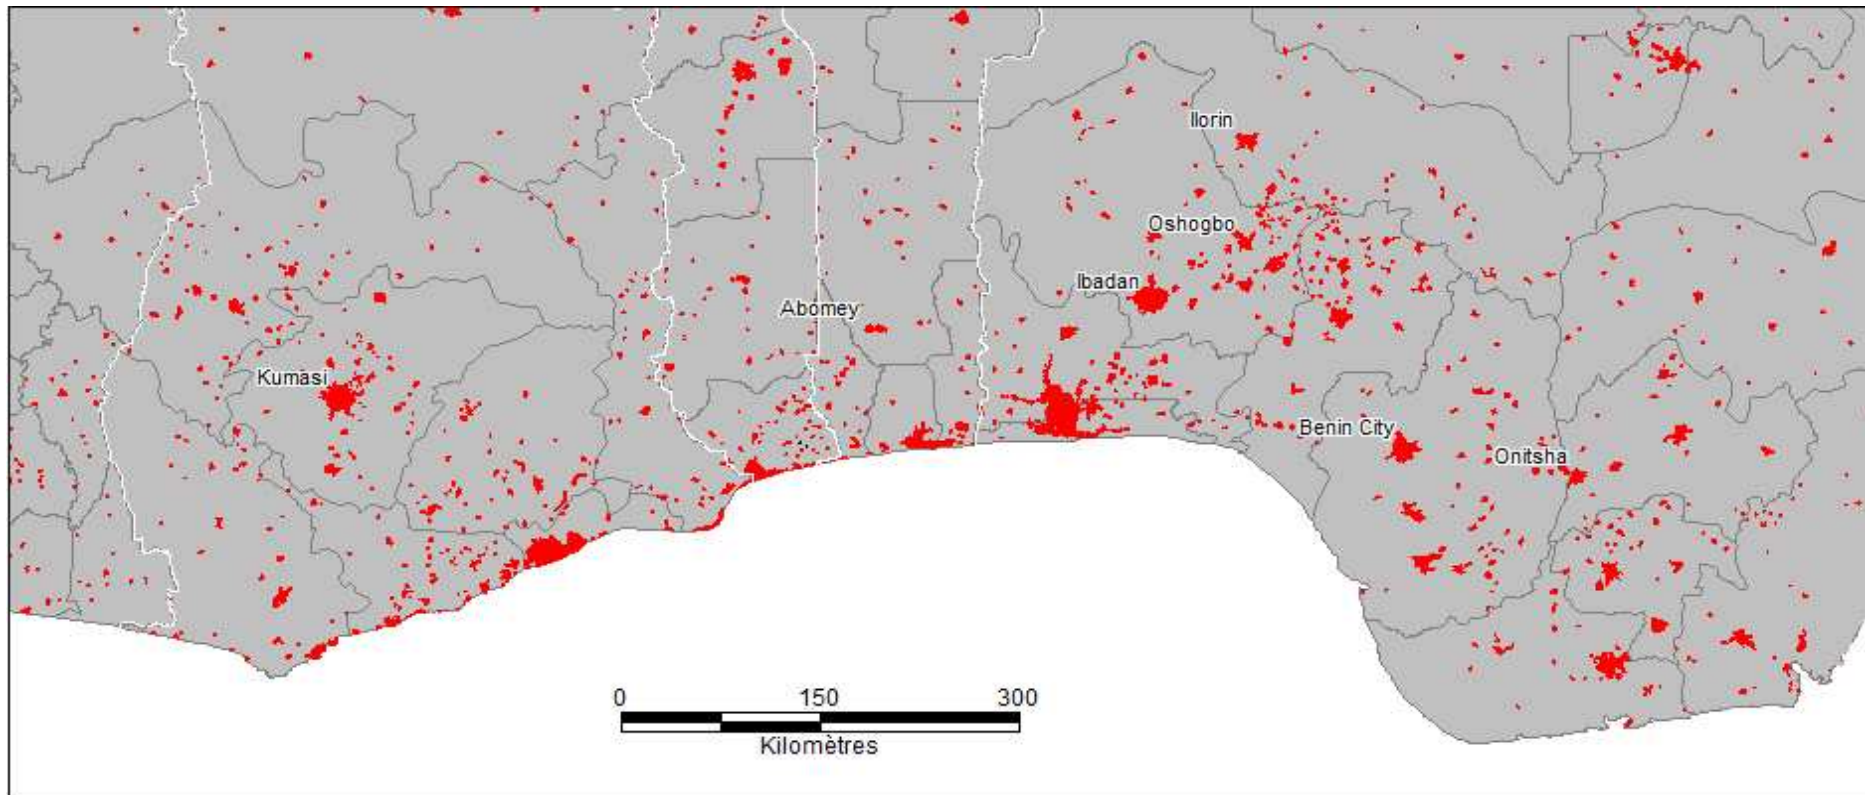 Ilorin
Oshogbo
Ibadan
Abomey
Kumasi
Benin City
Onitsha
0 150 300
Kilomètres